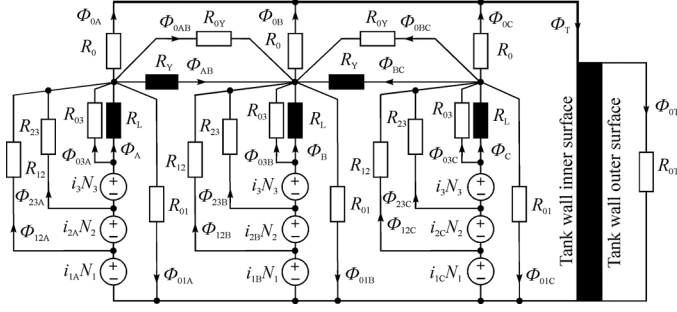 Φ0A Φ0B Φ0C
Φ0AB R0Y R0Y Φ0BC ΦT
R0 R0 R0
RY ΦAB RY ΦBC
R03 RL R03 RL R03 RL
R23 R23 R23
Φ0T
R12 Φ03A ΦA R12 Φ03B ΦB R12 Φ03C ΦC
R0T
i3N3 i3N3 i3N3
Φ23A R01 Φ23B R01 Φ23C R01
Φ12A i2AN2 Φ12B i2BN2 Φ12C i2CN2
i1AN1 Φ01A i1BN1 Φ01B i1CN1 Φ01C
Tank wall inner surface
Tank wall outer surface